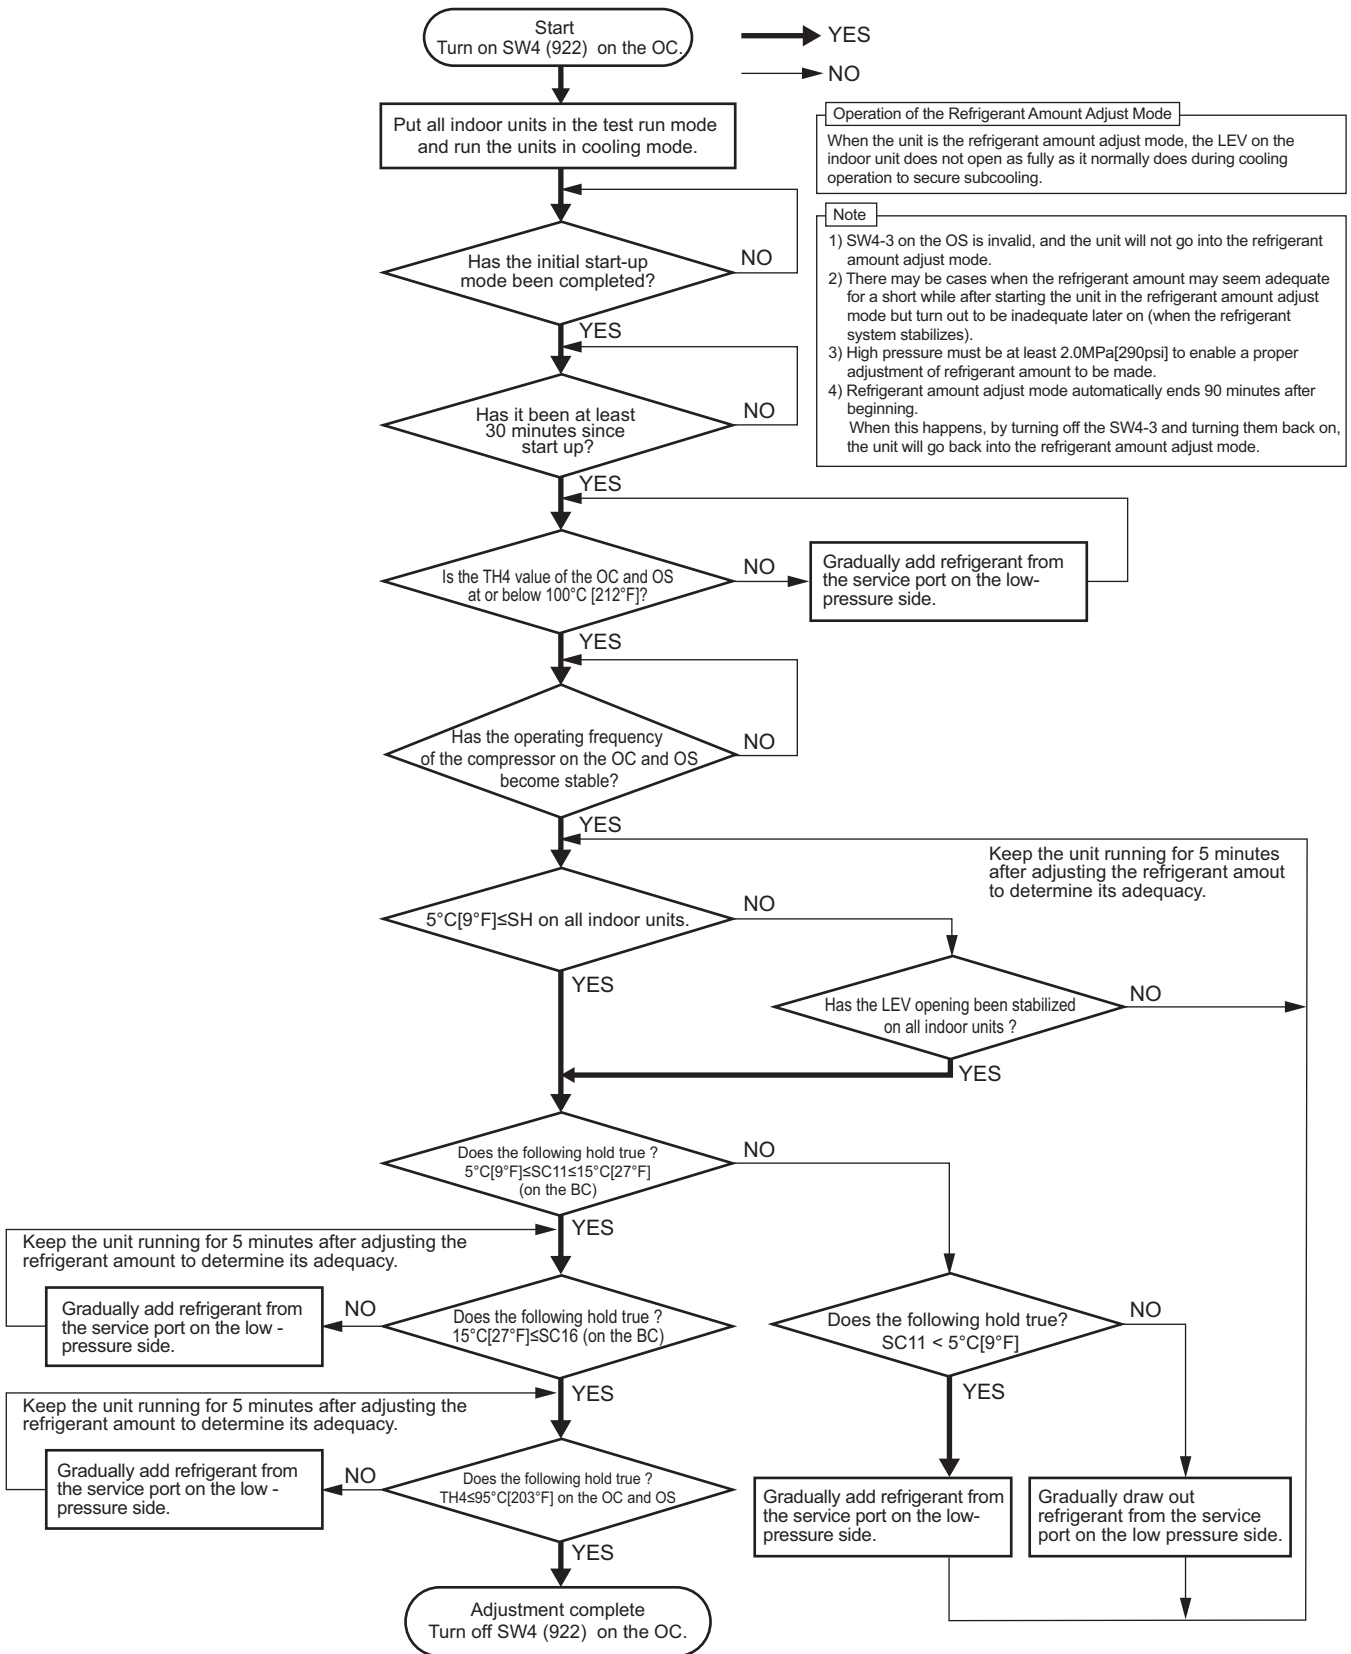 Start
Turn on SW4 (922) on the OC.
YES
NO
Put all indoor units in the test run mode
and run the units in cooling mode.
Operation of the Refrigerant Amount Adjust Mode
When the unit is the refrigerant amount adjust mode, the LEV on the
indoor unit does not open as fully as it normally does during cooling
operation to secure subcooling.
Note
1) SW4-3 on the OS is invalid, and the unit will not go into the refrigerant
amount adjust mode.
2) There may be cases when the refrigerant amount may seem adequate
for a short while after starting the unit in the refrigerant amount adjust
mode but turn out to be inadequate later on (when the refrigerant
system stabilizes).
3) High pressure must be at least 2.0MPa[290psi] to enable a proper
adjustment of refrigerant amount to be made.
4) Refrigerant amount adjust mode automatically ends 90 minutes after
beginning.
When this happens, by turning off the SW4-3 and turning them back on,
the unit will go back into the refrigerant amount adjust mode.
Has the initial start-up
mode been completed?
NO
YES
Has it been at least
30 minutes since
start up?
NO
YES
Is the TH4 value of the OC and OS
at or below 100°C [212°F]?
NO
Gradually add refrigerant from
the service port on the low-
pressure side.
YES
Has the operating frequency
of the compressor on the OC and OS
become stable?
NO
YES
Keep the unit running for 5 minutes
after adjusting the refrigerant amout
to determine its adequacy.
5°C[9°F]≤SH on all indoor units.
NO
YES
Has the LEV opening been stabilized
on all indoor units ?
NO
YES
Does the following hold true ?
5°C[9°F]≤SC11≤15°C[27°F]
(on the BC)
NO
YES
Keep the unit running for 5 minutes after adjusting the
refrigerant amount to determine its adequacy.
Gradually add refrigerant from
the service port on the low -
pressure side.
NO
Does the following hold true ?
15°C[27°F]≤SC16 (on the BC)
Does the following hold true?
SC11 < 5°C[9°F]
NO
YES
YES
Keep the unit running for 5 minutes after adjusting the
refrigerant amount to determine its adequacy.
Gradually add refrigerant from
the service port on the low -
pressure side.
NO
Does the following hold true ?
TH4≤95°C[203°F] on the OC and OS
Gradually add refrigerant from
the service port on the low-
pressure side.
Gradually draw out
refrigerant from the service
port on the low pressure side.
YES
Adjustment complete
Turn off SW4 (922) on the OC.